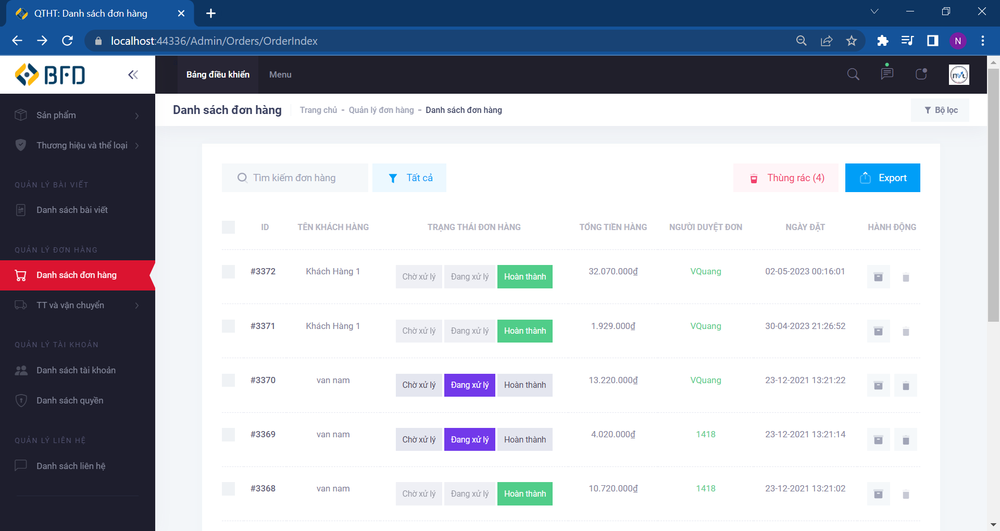 QTHT: Danh sách đơn hàng
localhost:44336/Admin/Orders/OrderIndex
N
BFD
Bảng điều khiển
Menu
nvt
Danh sách đơn hàng
Trang chủ - Quản lý đơn hàng - Danh sách đơn hàng
Bộ lọc
Sản phẩm
Thương hiệu và thể loại
QUẢN LÝ BÀI VIẾT
Danh sách bài viết
QUẢN LÝ ĐƠN HÀNG
Danh sách đơn hàng
TT và vận chuyển
QUẢN LÝ TÀI KHOẢN
Danh sách tài khoản
Danh sách quyền
QUẢN LÝ LIÊN HỆ
Danh sách liên hệ
Tìm kiếm đơn hàng
Tất cả
Thùng rác (4)
Export
ID TÊN KHÁCH HÀNG TRẠNG THÁI ĐƠN HÀNG TỔNG TIỀN HÀNG NGƯỜI DUYỆT ĐƠN NGÀY ĐẶT HÀNH ĐỘNG
#3372 Khách Hàng 1 Chờ xử lý Đang xử lý Hoàn thành 32.070.000₫ VQuang 02-05-2023 00:16:01
#3371 Khách Hàng 1 Chờ xử lý Đang xử lý Hoàn thành 1.929.000₫ VQuang 30-04-2023 21:26:52
#3370 van nam Chờ xử lý Đang xử lý Hoàn thành 13.220.000₫ VQuang 23-12-2021 13:21:22
#3369 van nam Chờ xử lý Đang xử lý Hoàn thành 4.020.000₫ 1418 23-12-2021 13:21:14
#3368 van nam Chờ xử lý Đang xử lý Hoàn thành 10.720.000₫ 1418 23-12-2021 13:21:02